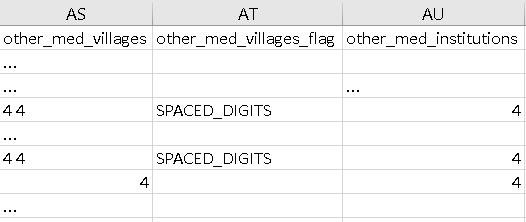 AS AT AU
other_med_villages other_med_villages_flag other_med_institutions
...
... ...
4 4 SPACED_DIGITS 4
...
4 4 SPACED_DIGITS 4
4 4
...